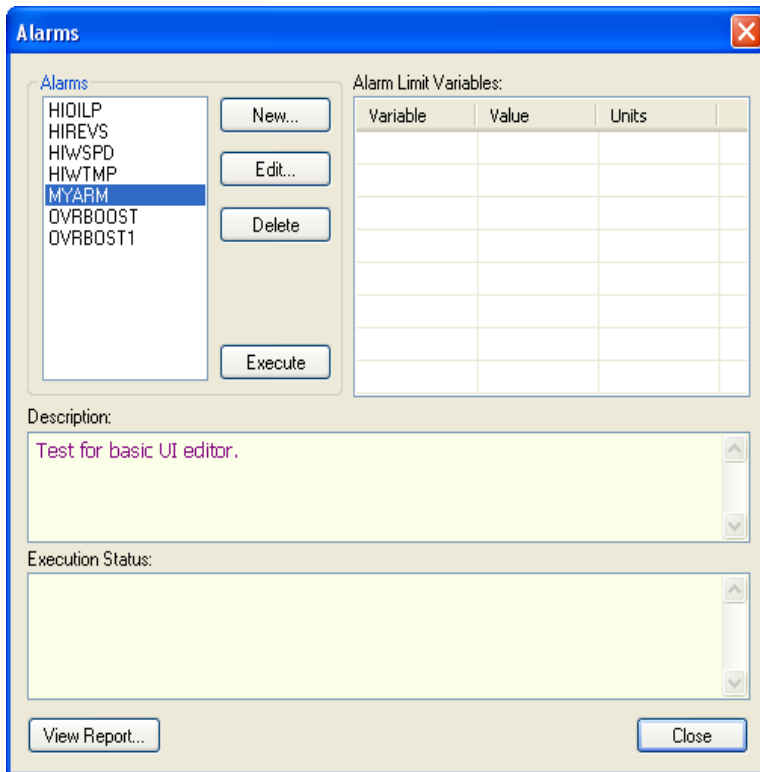 Alarms
Alarms
HIOILP
HIREVS
HIWSPD
HIWTMP
MYARM
OVRBOOST
OVRBOST1
New...
Edit...
Delete
Execute
Alarm Limit Variables:
Variable Value Units
Description:
Test for basic UI editor.
Execution Status:
View Report...
Close